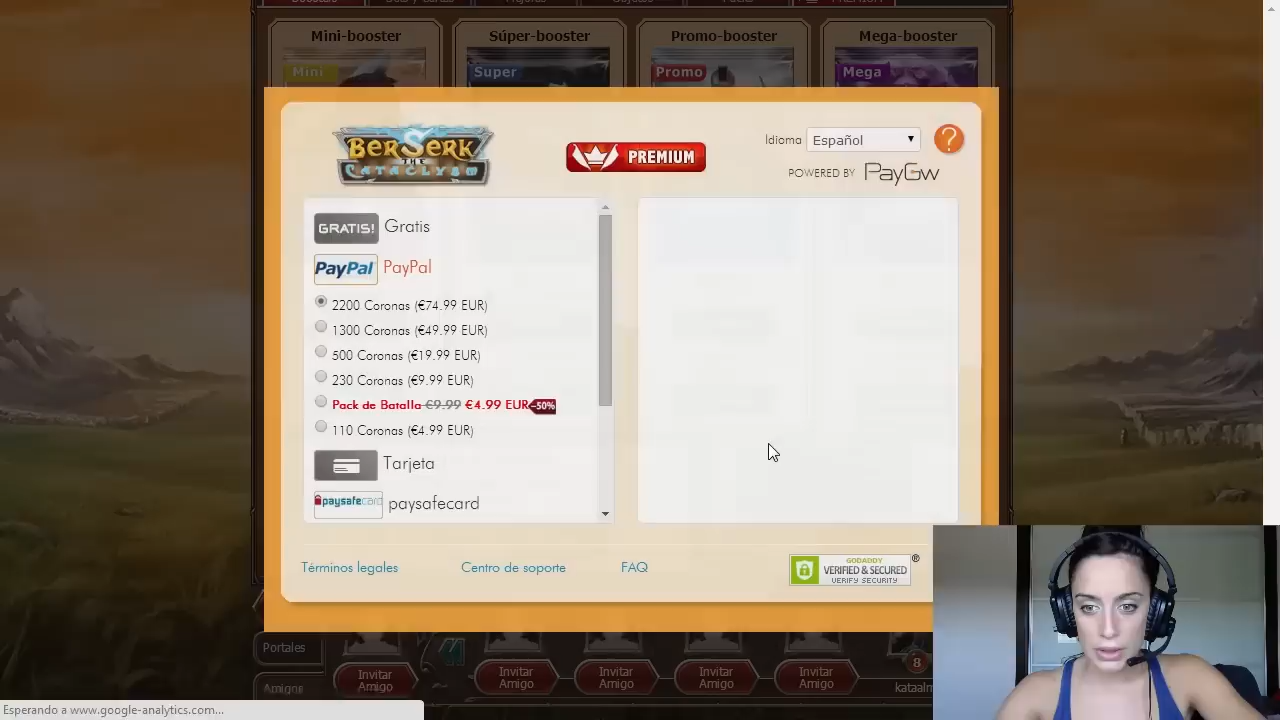 PREMIUM
Mini-booster
Súper-booster
Promo-booster
Mega-booster
Mini
Super
Promo
Mega
BERSERK
THE
CATACLYSM
PREMIUM
Idioma
Español
?
POWERED BY PayGw
GRATIS! Gratis
PayPal PayPal
2200 Coronas (€74.99 EUR)
1300 Coronas (€49.99 EUR)
500 Coronas (€19.99 EUR)
230 Coronas (€9.99 EUR)
Pack de Batalla €9.99 €4.99 EUR -50%
110 Coronas (€4.99 EUR)
Tarjeta
paysafecard paysafecard
Términos legales
Centro de soporte
FAQ
GODADDY
VERIFIED & SECURED
VERIFY SECURITY
®
Portales
Amigos
Invitar
Amigo
Invitar
Amigo
Invitar
Amigo
Invitar
Amigo
Invitar
Amigo
8
kataalm
Esperando a www.google-analytics.com...